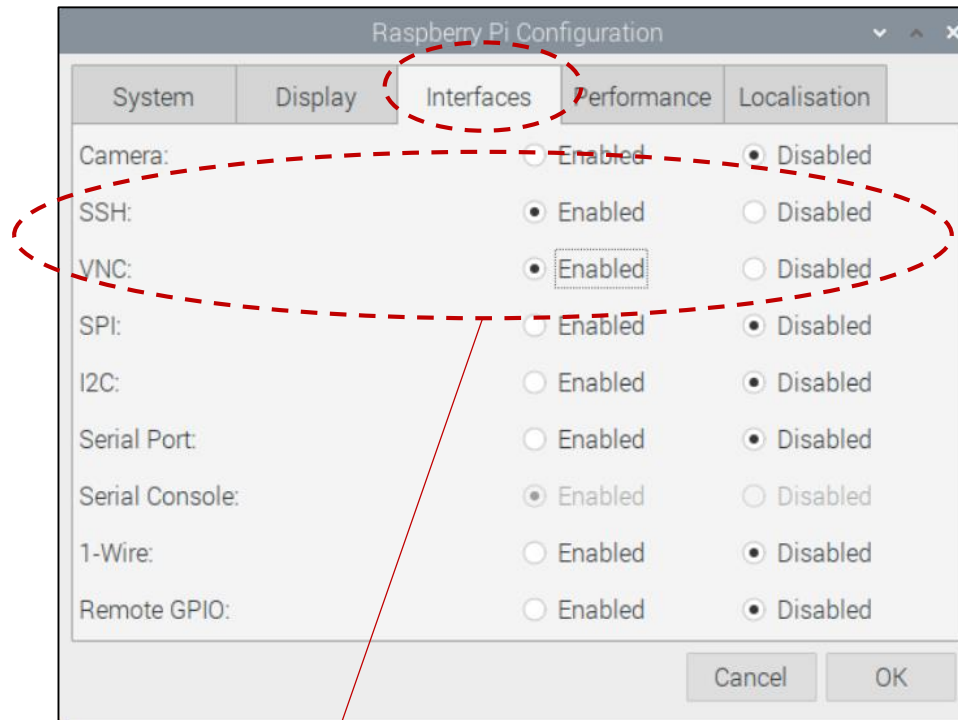 Raspberry Pi Configuration
System Display Interfaces Performance Localisation
Camera: Enabled Disabled
SSH: Enabled Disabled
VNC: Enabled Disabled
SPI: Enabled Disabled
I2C: Enabled Disabled
Serial Port: Enabled Disabled
Serial Console: Enabled Disabled
1-Wire: Enabled Disabled
Remote GPIO: Enabled Disabled
Cancel OK